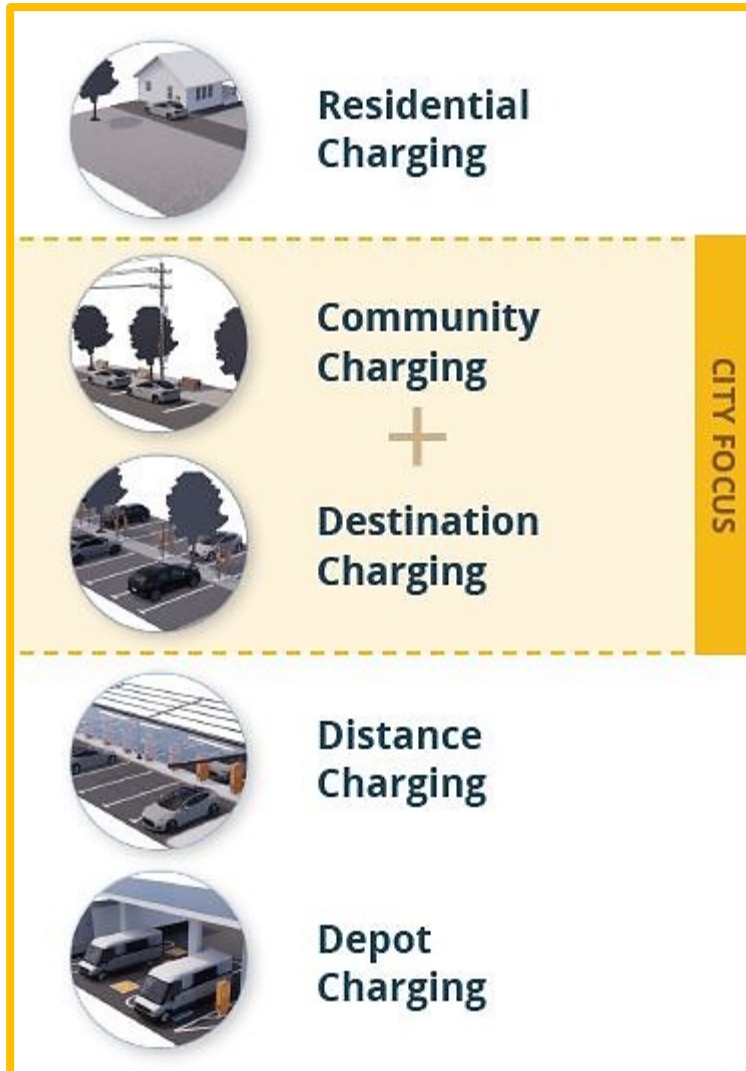 Residential
Charging
Community
Charging
+
Destination
Charging
CITY FOCUS
Distance
Charging
Depot
Charging